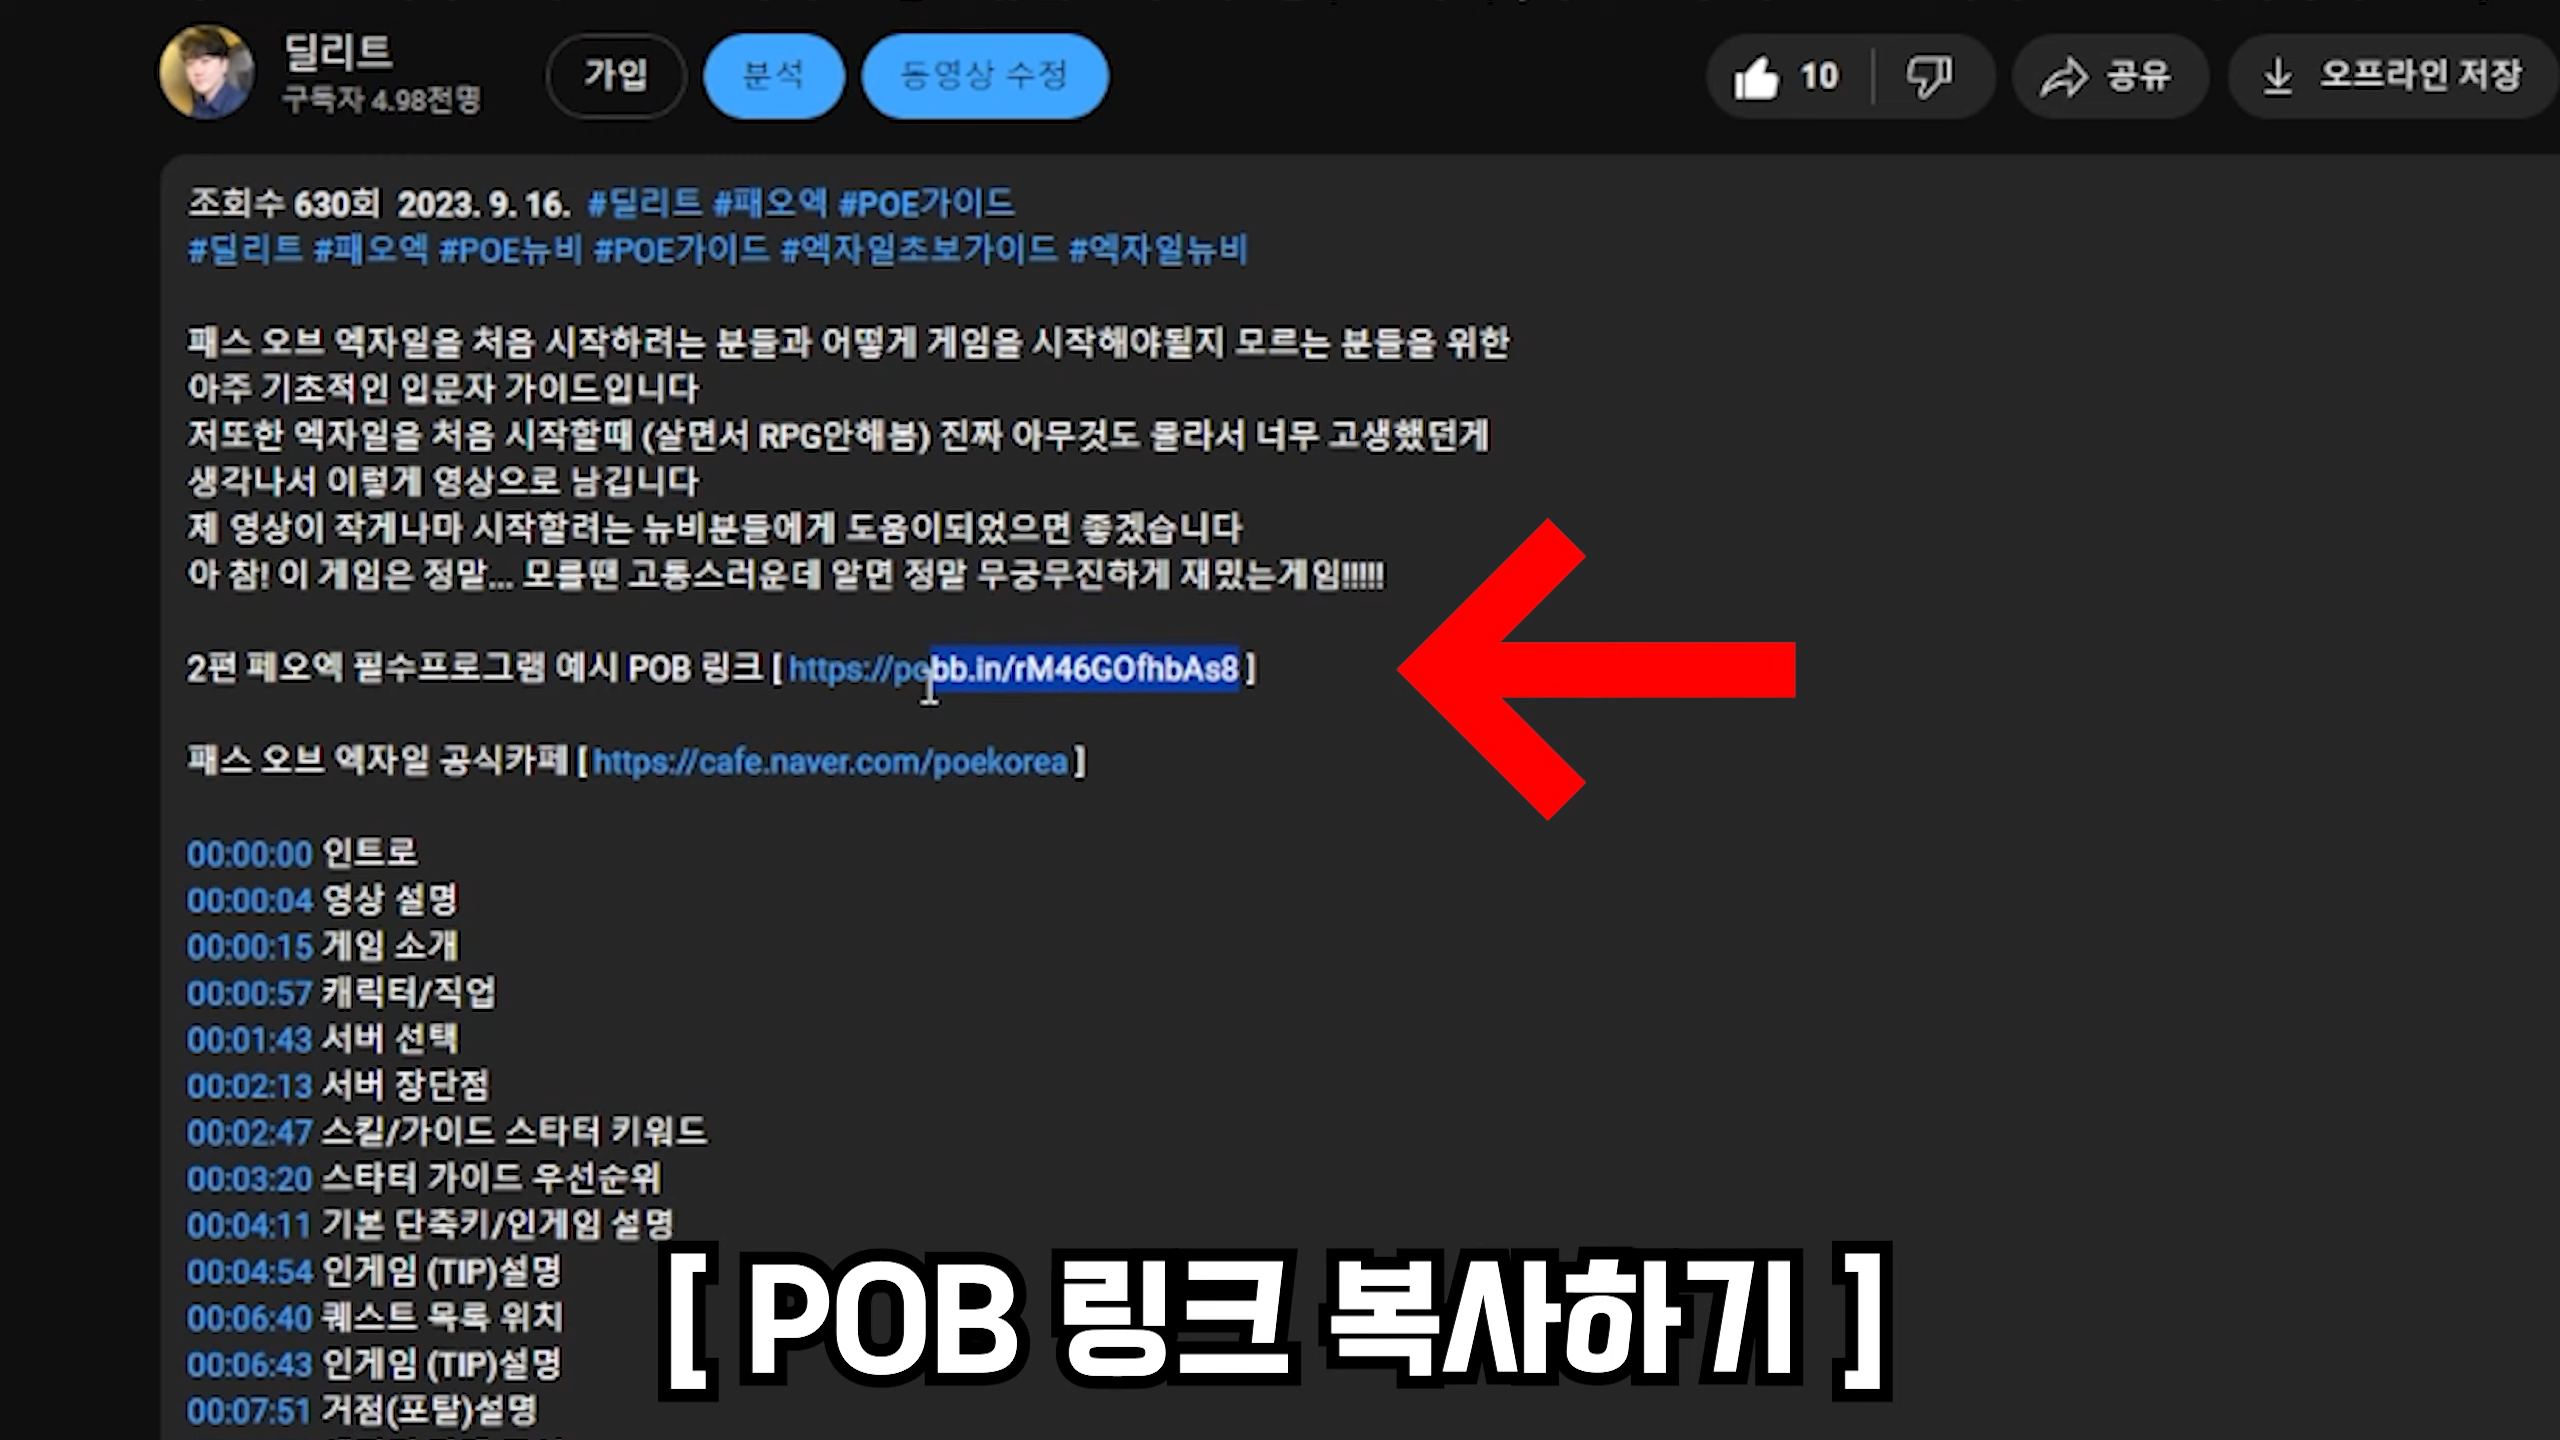 딜리트
구독자 4.98천명
가입
분석
동영상 수정
10
공유
오프라인 저장
조회수 630회 2023. 9. 16. #딜리트 #패오엑 #POE가이드
#딜리트 #패오엑 #POE뉴비 #POE가이드 #엑자일초보가이드 #엑자일뉴비
패스 오브 엑자일을 처음 시작하려는 분들과 어떻게 게임을 시작해야될지 모르는 분들을 위한
아주 기초적인 입문자 가이드입니다
저또한 엑자일을 처음 시작할때 (살면서 RPG안해봄) 진짜 아무것도 몰라서 너무 고생했던게
생각나서 이렇게 영상으로 남깁니다
제 영상이 작게나마 시작할려는 뉴비분들에게 도움이되었으면 좋겠습니다
아 참! 이 게임은 정말... 모를땐 고통스러운데 알면 정말 무궁무진하게 재밌는게임!!!!!
2편 페오엑 필수프로그램 예시 POB 링크 [ https://pobb.in/rM46GOfhbAs8 ]
패스 오브 엑자일 공식카페 [ https://cafe.naver.com/poekorea ]
00:00:00 인트로
00:00:04 영상 설명
00:00:15 게임 소개
00:00:57 캐릭터/직업
00:01:43 서버 선택
00:02:13 서버 장단점
00:02:47 스킬/가이드 스타터 키워드
00:03:20 스타터 가이드 우선순위
00:04:11 기본 단축키/인게임 설명
00:04:54 인게임 (TIP)설명
00:06:40 퀘스트 목록 위치
00:06:43 인게임 (TIP)설명
00:07:51 거점(포탈)설명
[ POB 링크 복사하기 ]